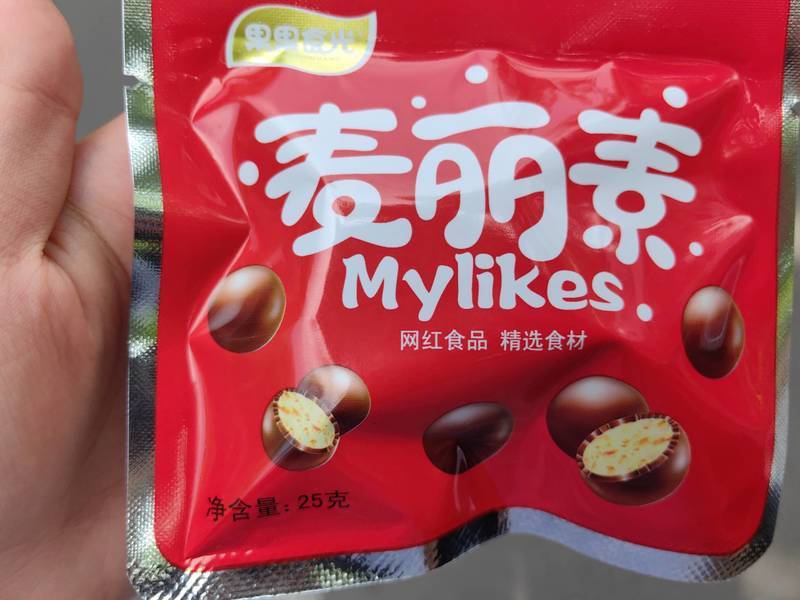 麦丽素
Mylikes
网红食品 精选食材
净含量:25克